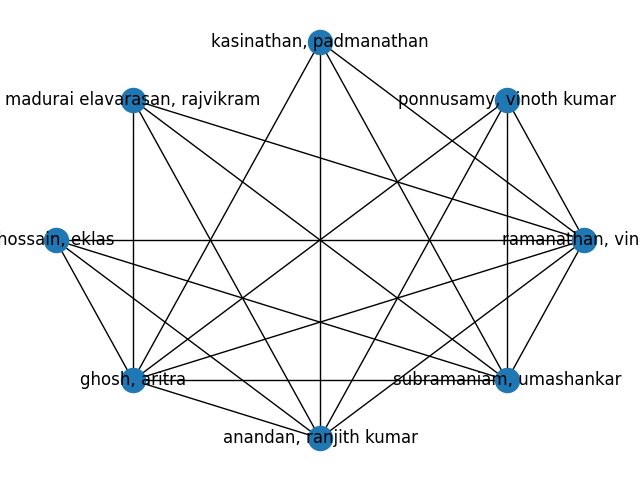 kasinathan, padmanathan
madurai elavarasan, rajvikram
ponnusamy, vinoth kumar
hossain, eklas
ramanathan, vin
ghosh, aritra
subramaniam, umashankar
anandan, ranjith kumar